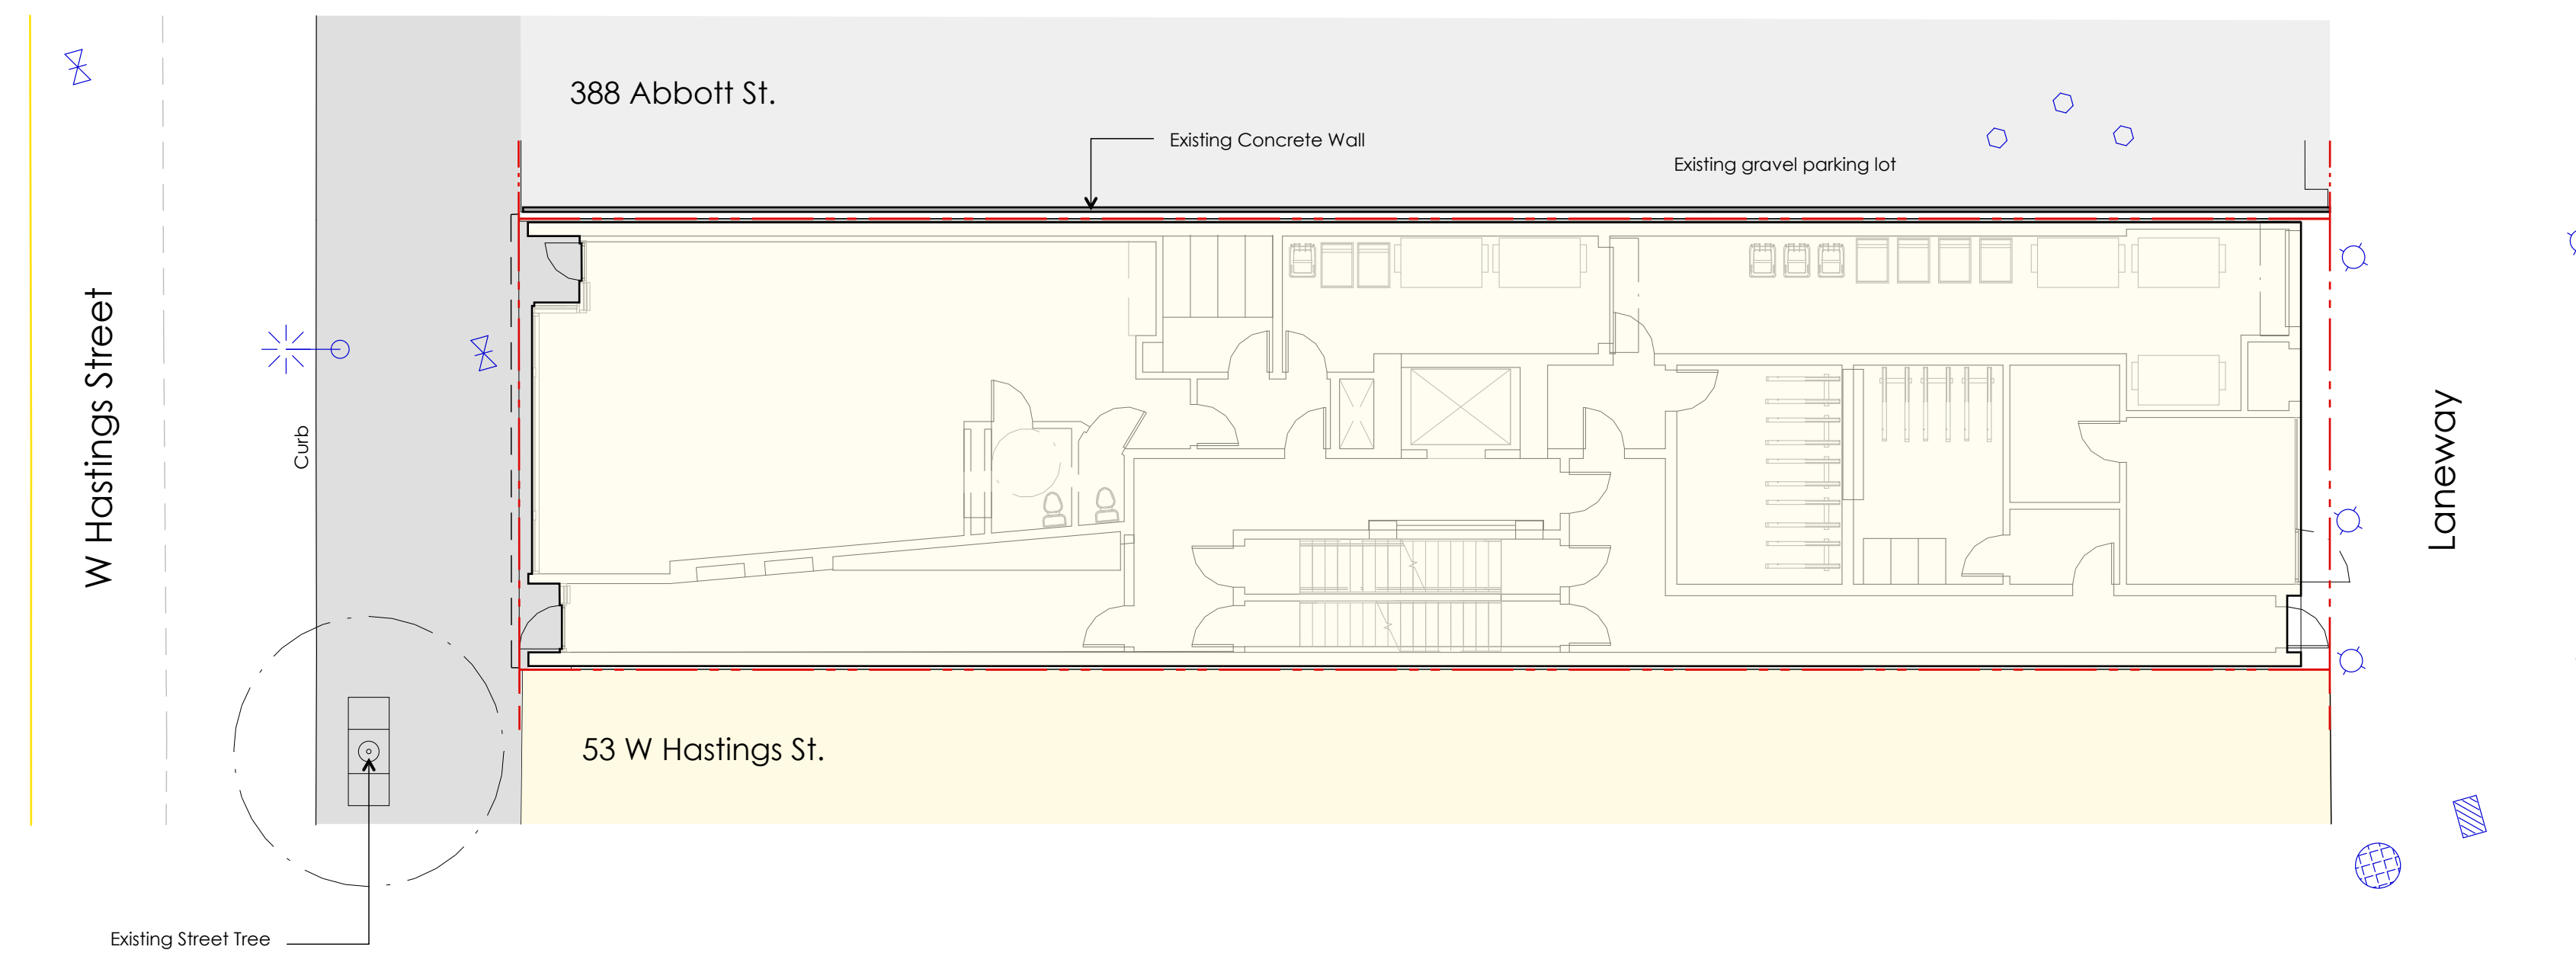 388 Abbott St.
Existing Concrete Wall
Existing gravel parking lot
W Hastings Street
Curb
Laneway
53 W Hastings St.
Existing Street Tree